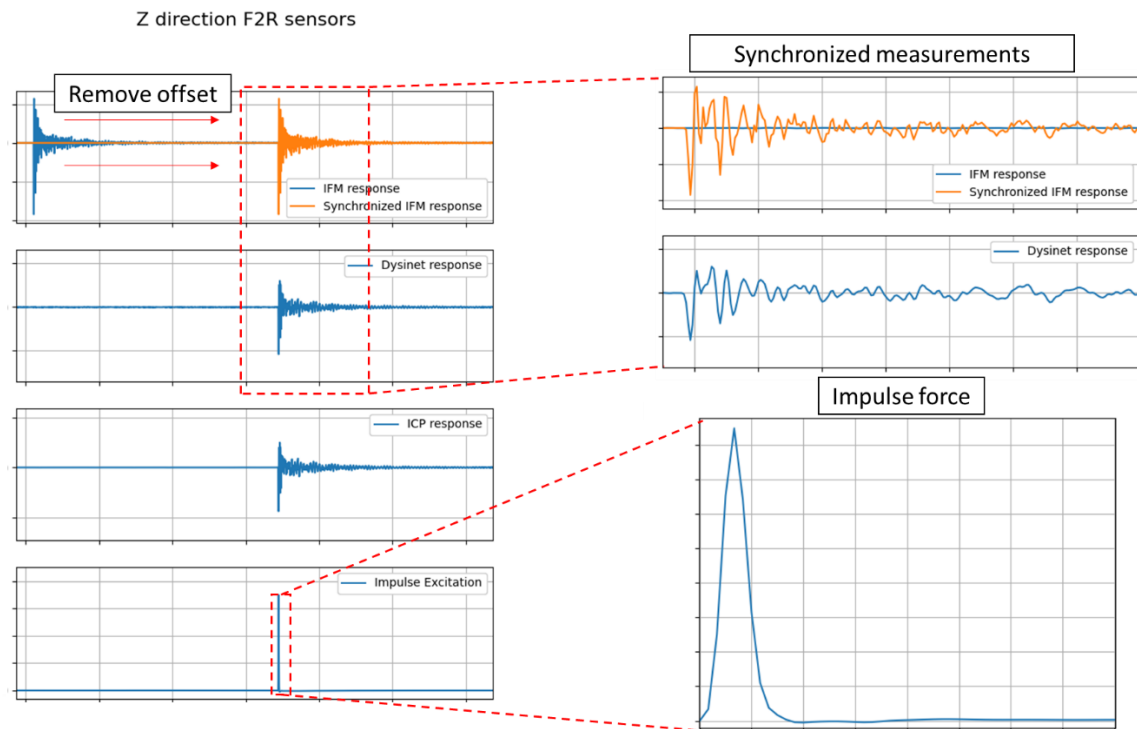 Z direction F2R sensors
Remove offset
IFM response
Synchronized IFM response
Dysinet response
ICP response
Impulse Excitation
Synchronized measurements
IFM response
Synchronized IFM response
Dysinet response
Impulse force